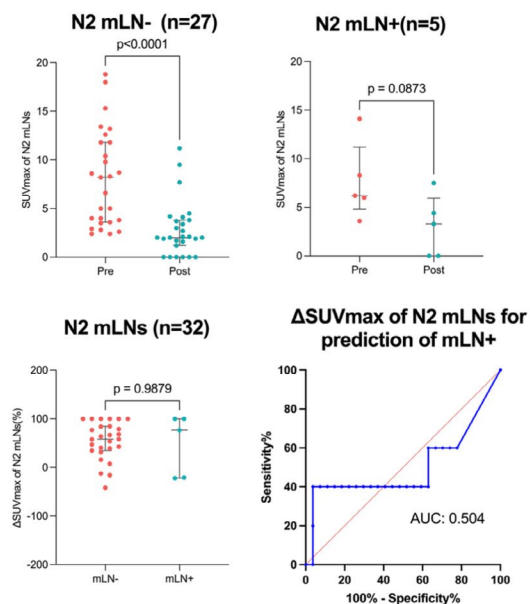 N2 mLN- (n=27)
p<0.0001
SUVmax of N2 mLNs
20
15
10
5
0
Pre
Post
N2 mLN+(n=5)
p = 0.0873
SUVmax of N2 mLNs
20
15
10
5
0
Pre
Post
N2 mLNs (n=32)
p = 0.9879
ΔSUVmax of N2 mLNs(%)
200
100
0
-100
-200
mLN-
mLN+
ΔSUVmax of N2 mLNs for
prediction of mLN+
Sensitivity%
100
80
60
40
20
0
AUC: 0.504
0
20
40
60
80
100
100% - Specificity%